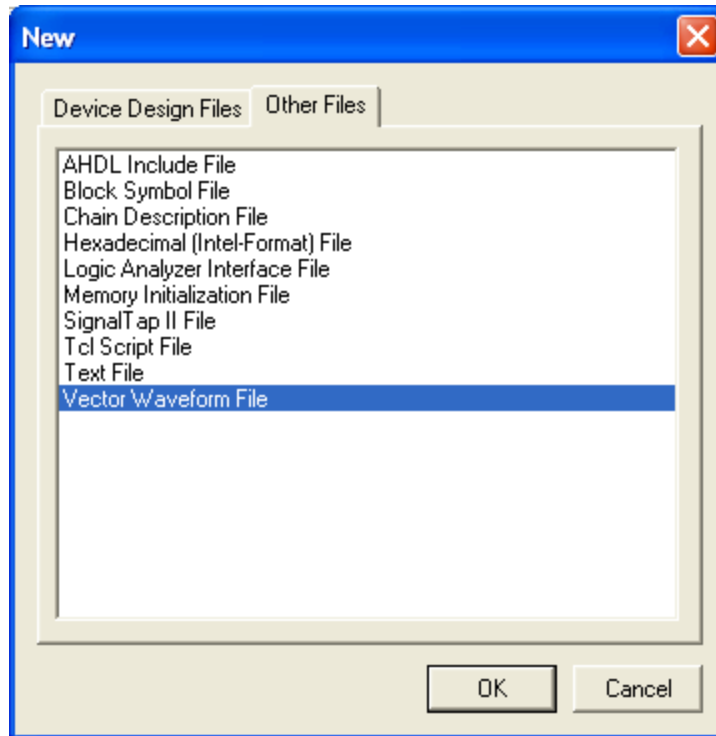 New
Device Design Files
Other Files
AHDL Include File
Block Symbol File
Chain Description File
Hexadecimal (Intel-Format) File
Logic Analyzer Interface File
Memory Initialization File
SignalTap II File
Tcl Script File
Text File
Vector Waveform File
OK
Cancel